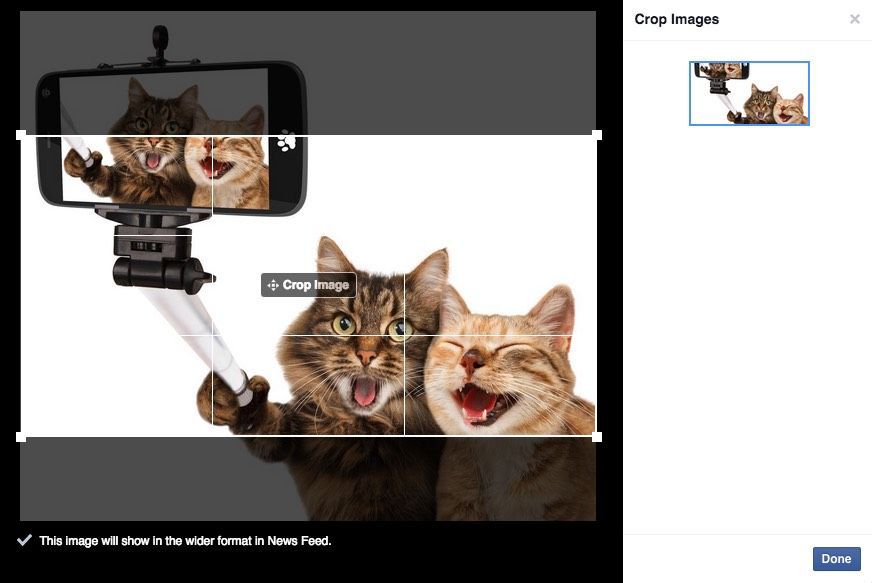 Crop Images
Crop Image
This image will show in the wider format in News Feed.
Done